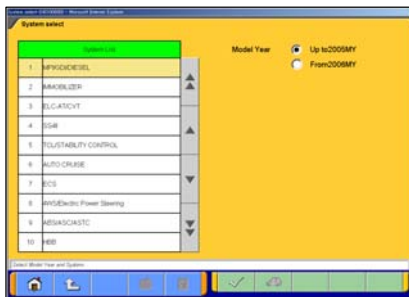 System select
System List
Model Year
Up to2005MY
From2006MY
1 MPI/GDI/DIESEL
2 IMMOBILIZER
3 ELC-AT/CVT
4 SS4II
5 TCL/STABILITY CONTROL
6 AUTO CRUISE
7 ECS
8 AWS/Electric Power Steering
9 ABS/ASC/ASTC
10 HBB
Select Model Year and System.